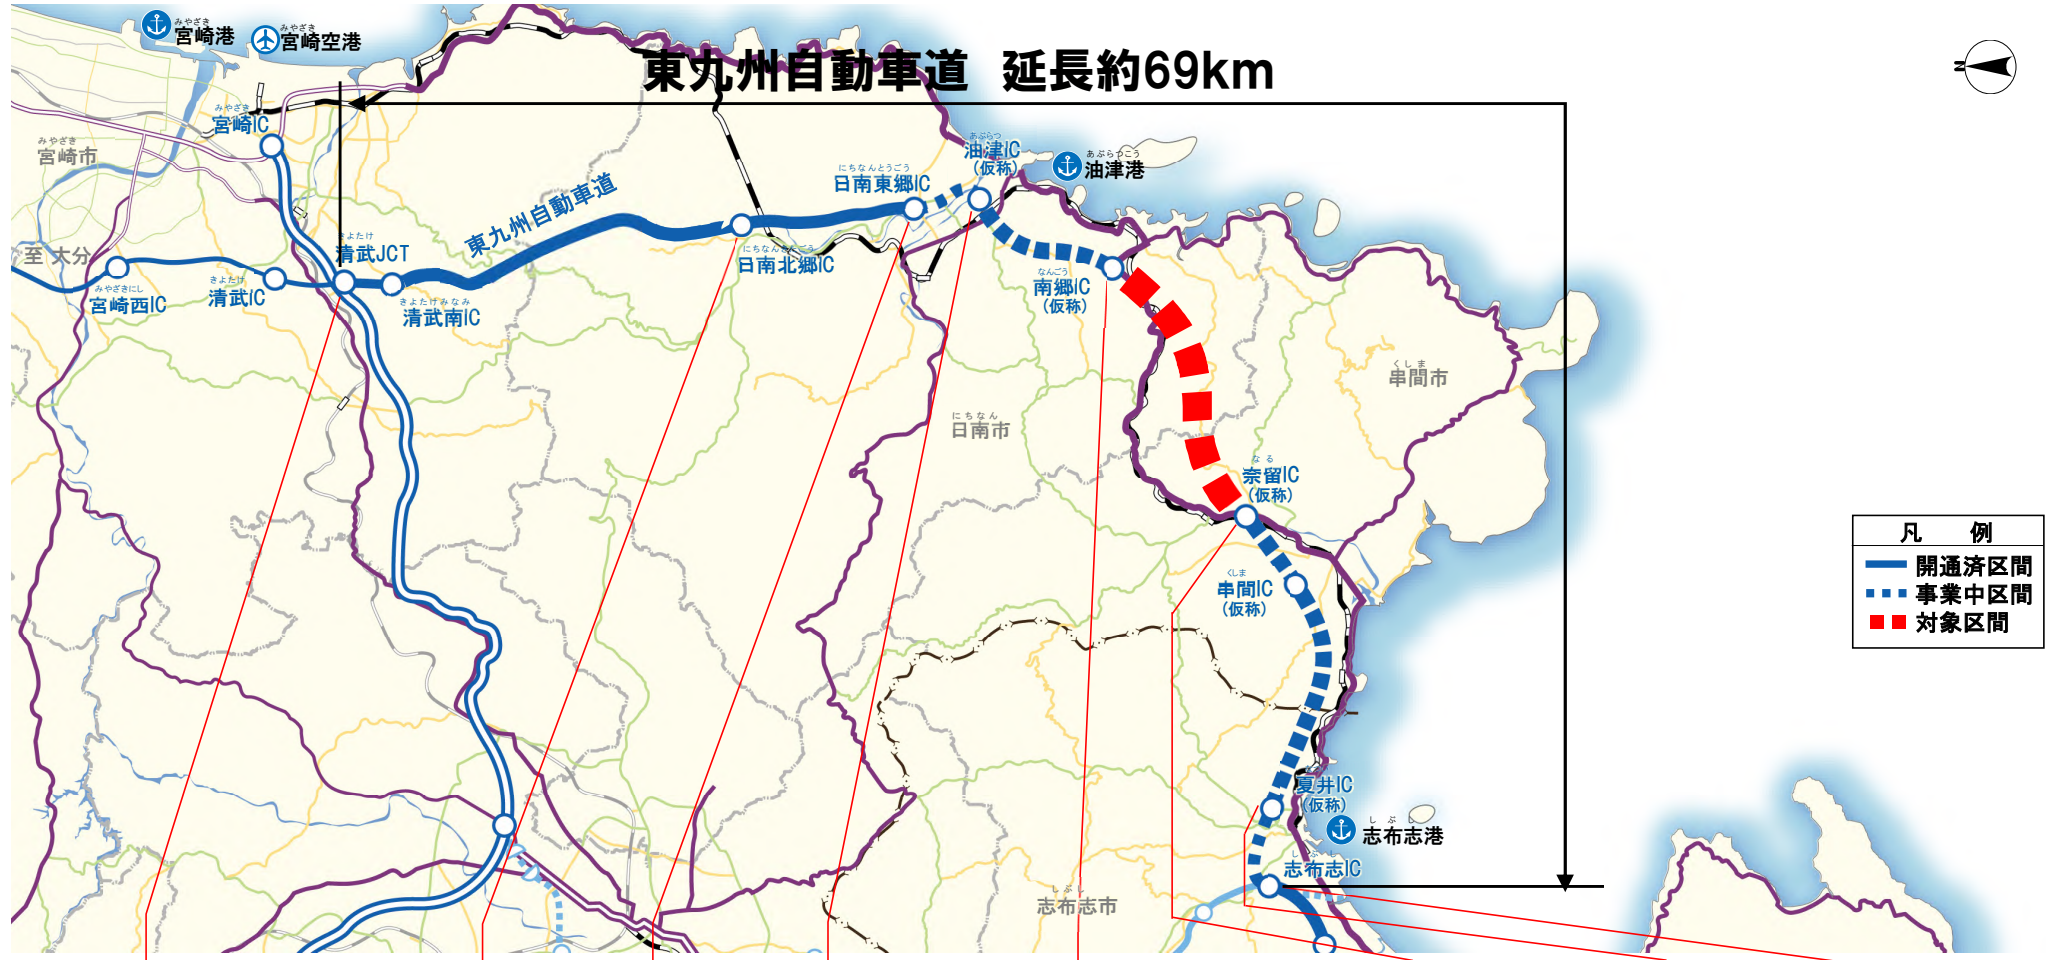 みやざき
宮崎港
みやざき
宮崎空港
東九州自動車道 延長約69km
N
みやざき
宮崎IC
みやざき
宮崎市
あぶらつ
油津IC
(仮称)
あぶらつこう
油津港
にちなんとうごう
日南東郷IC
東九州自動車道
至 大分
きよたけ
清武JCT
にちなんきたごう
日南北郷IC
みやざきにし
宮崎西IC
きよたけ
清武IC
きよたけみなみ
清武南IC
なんごう
南郷IC
(仮称)
くしま
串間市
にちなん
日南市
なる
奈留IC
(仮称)
凡 例
開通済区間
事業中区間
対象区間
くしま
串間IC
(仮称)
夏井IC
(仮称)
しぶし
志布志港
しぶし
志布志IC
しぶし
志布志市